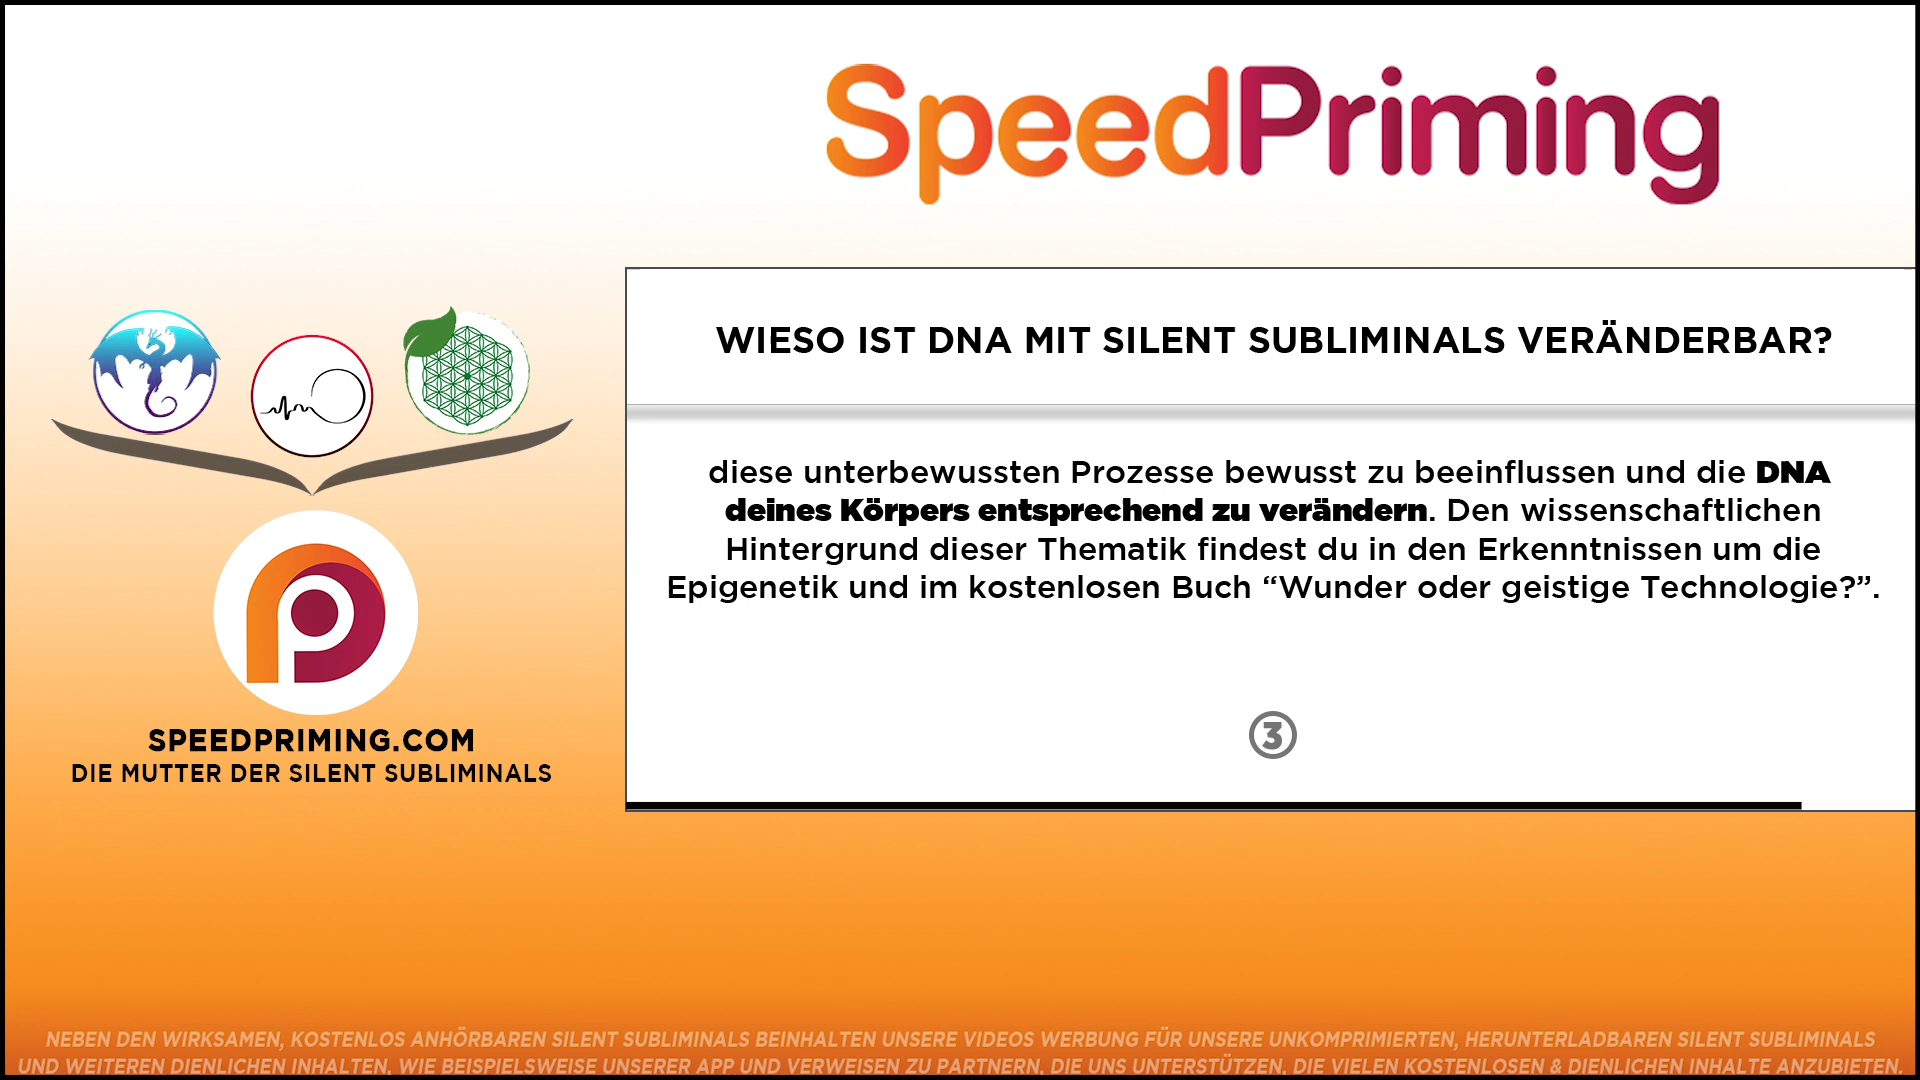 SpeedPriming
WIESO IST DNA MIT SILENT SUBLIMINALS VERÄNDERBAR?
diese unterbewussten Prozesse bewusst zu beeinflussen und die DNA
deines Körpers entsprechend zu verändern. Den wissenschaftlichen
Hintergrund dieser Thematik findest du in den Erkenntnissen um die
Epigenetik und im kostenlosen Buch “Wunder oder geistige Technologie?”.
3
SPEEDPRIMING.COM
DIE MUTTER DER SILENT SUBLIMINALS
NEBEN DEN WIRKSAMEN, KOSTENLOS ANHÖRBAREN SILENT SUBLIMINALS BEINHALTEN UNSERE VIDEOS WERBUNG FÜR UNSERE UNKOMPRIMIERTEN, HERUNTERLADBAREN SILENT SUBLIMINALS
UND WEITEREN DIENLICHEN INHALTEN, WIE BEISPIELSWEISE UNSERER APP UND VERWEISEN ZU PARTNERN, DIE UNS UNTERSTÜTZEN, DIE VIELEN KOSTENLOSEN & DIENLICHEN INHALTE ANZUBIETEN.